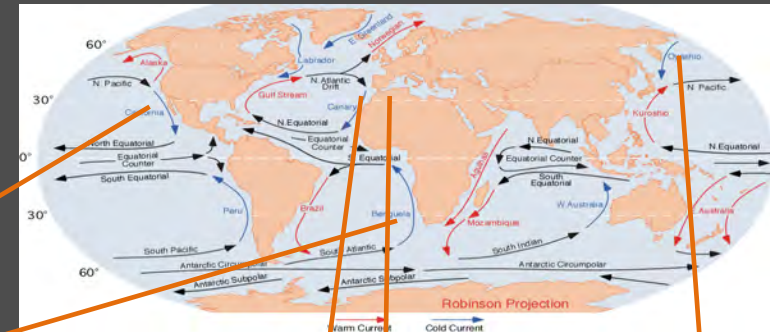 60°
Alaska
N. Pacific
California
30°
North Equatorial
Equatorial
Counter
South Equatorial
Peru
30°
South Pacific
60°
Antarctic Circumpolar
Antarctic Subpolar
Labrador
E. Greenland
Norwegian
N. Atlantic
Drift
Gulf Stream
Canary
N. Equatorial
Equatorial
Counter
Equatorial
Brazil
Benguela
South Atlantic
Antarctic Subpolar
Agulhas
Mozambique
N. Equatorial
Equatorial Counter
South
Equatorial
W. Australia
South Indian
Antarctic Circumpolar
N. Pacific
Kuroshio
N. Equatorial
Australia
Robinson Projection
Warm Current
Cold Current